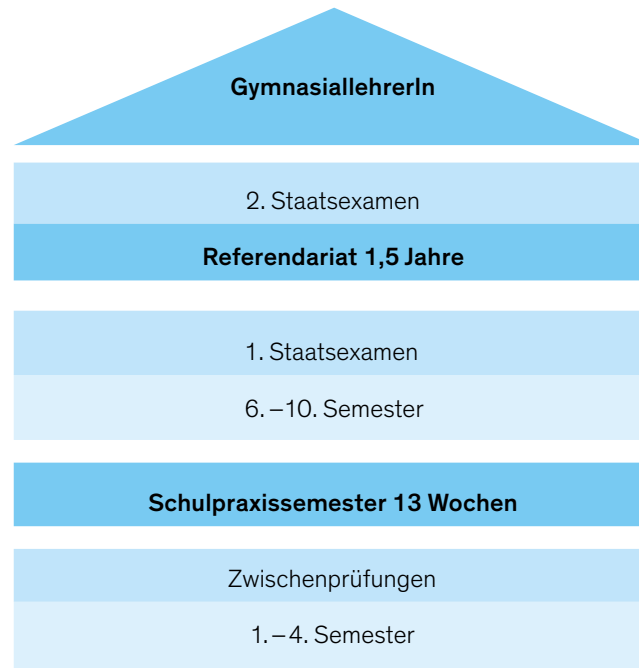 GymnasiallehrerIn
2. Staatsexamen
Referendariat 1,5 Jahre
1. Staatsexamen
6. – 10. Semester
Schulpraxissemester 13 Wochen
Zwischenprüfungen
1. – 4. Semester